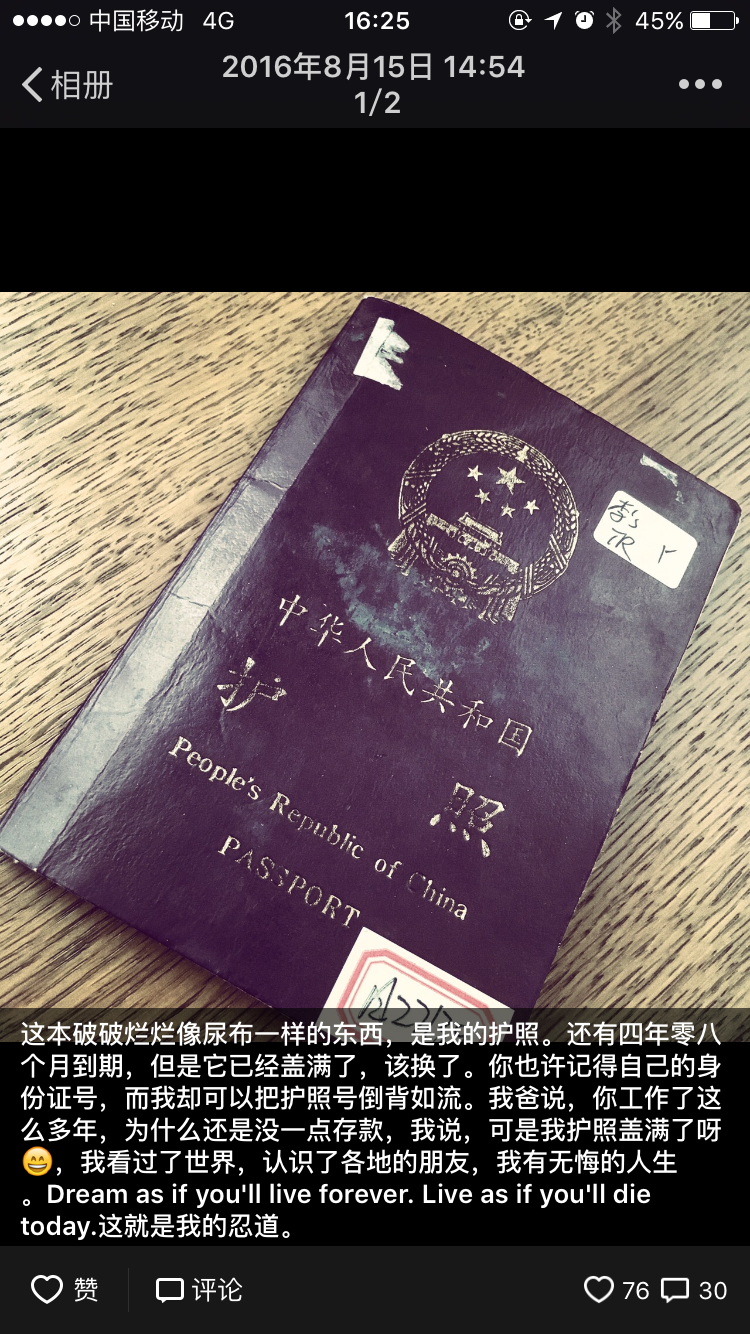 中国移动 4G 16:25 45%
相册
2016年8月15日 14:54
1/2
中华人民共和国
护
照
People's Republic of China
PASSPORT
这本破破烂烂像尿布一样的东西，是我的护照。还有四年零八
个月到期，但是它已经盖满了，该换了。你也许记得自己的身
份证号，而我却可以把护照号倒背如流。我爸说，你工作了这
么多年，为什么还是没一点存款，我说，可是我护照盖满了呀
😄，我看过了世界，认识了各地的朋友，我有无悔的人生
。Dream as if you'll live forever. Live as if you'll die
today.这就是我的忍道。
赞 评论 76 30